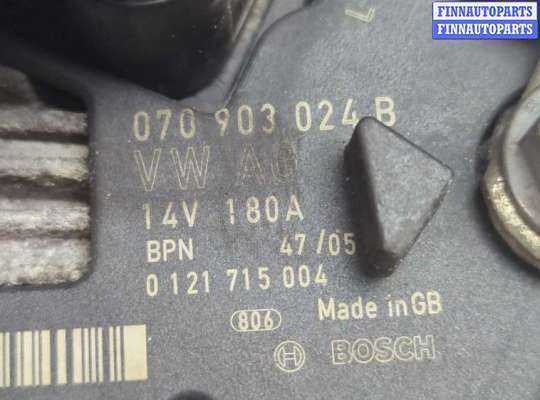 FINNAUTOPARTS
FINNAUTOPARTS
070 903 024 B
VW AG
14V 180A
BPN 47/05
0 121 715 004
806 Made in GB
BOSCH